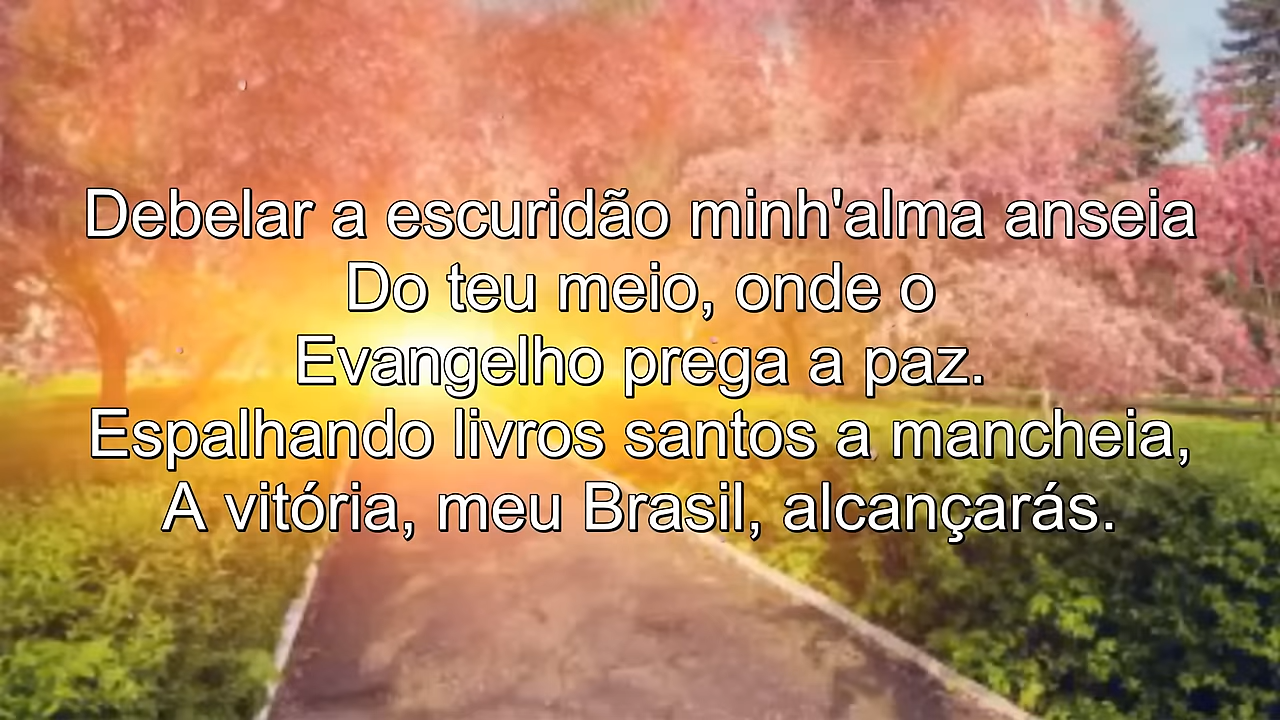 Debelar a escuridão minh'alma anseia
Do teu meio, onde o
Evangelho prega a paz.
Espalhando livros santos a mancheia,
A vitória, meu Brasil, alcançarás.